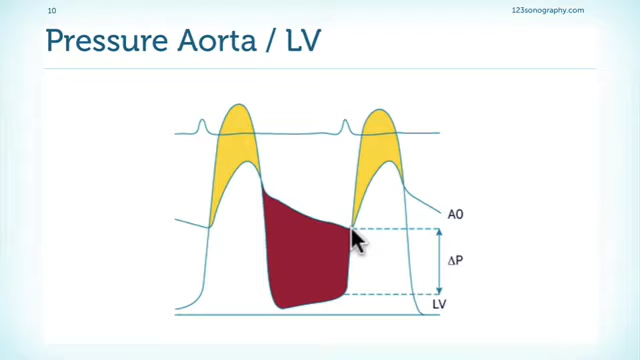 10
123sonography.com
Pressure Aorta / LV
AO
ΔP
LV